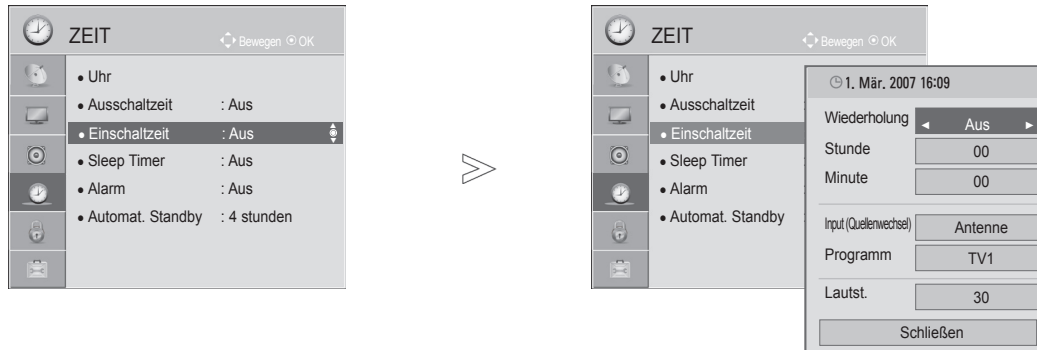 ZEIT
Bewegen OK
• Uhr
• Ausschaltzeit : Aus
• Einschaltzeit : Aus
• Sleep Timer : Aus
• Alarm : Aus
• Automat. Standby : 4 stunden
ZEIT
Bewegen OK
• Uhr
• Ausschaltzeit :
• Einschaltzeit
• Sleep Timer :
• Alarm :
• Automat. Standby :
1. Mär. 2007 16:09
Wiederholung ◄ Aus ►
Stunde 00
Minute 00
Input (Quellenwechsel) Antenne
Programm TV1
Lautst. 30
Schließen